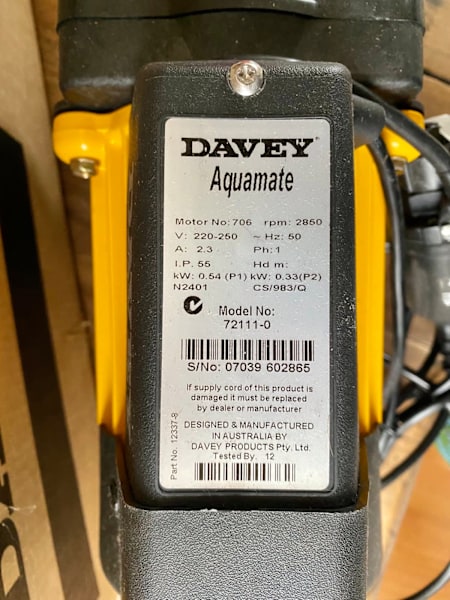 DAVEY
Aquamate
Motor No: 706 rpm: 2850
V: 220-250 ~ Hz: 50
A: 2.3 Ph: 1
I.P. 55 Hd m:
kW: 0.54 (P1) kW: 0.33(P2)
N2401 CS/983/Q
Model No:
72111-0
S/No: 07039 602865
If supply cord of this product is
damaged it must be replaced
by dealer or manufacturer
DESIGNED & MANUFACTURED
IN AUSTRALIA BY
DAVEY PRODUCTS Pty. Ltd.
Tested By. 12
Part No. 12337-8